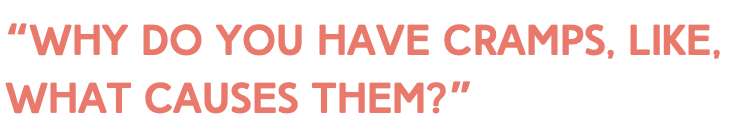 “WHY DO YOU HAVE CRAMPS, LIKE,
WHAT CAUSES THEM?”